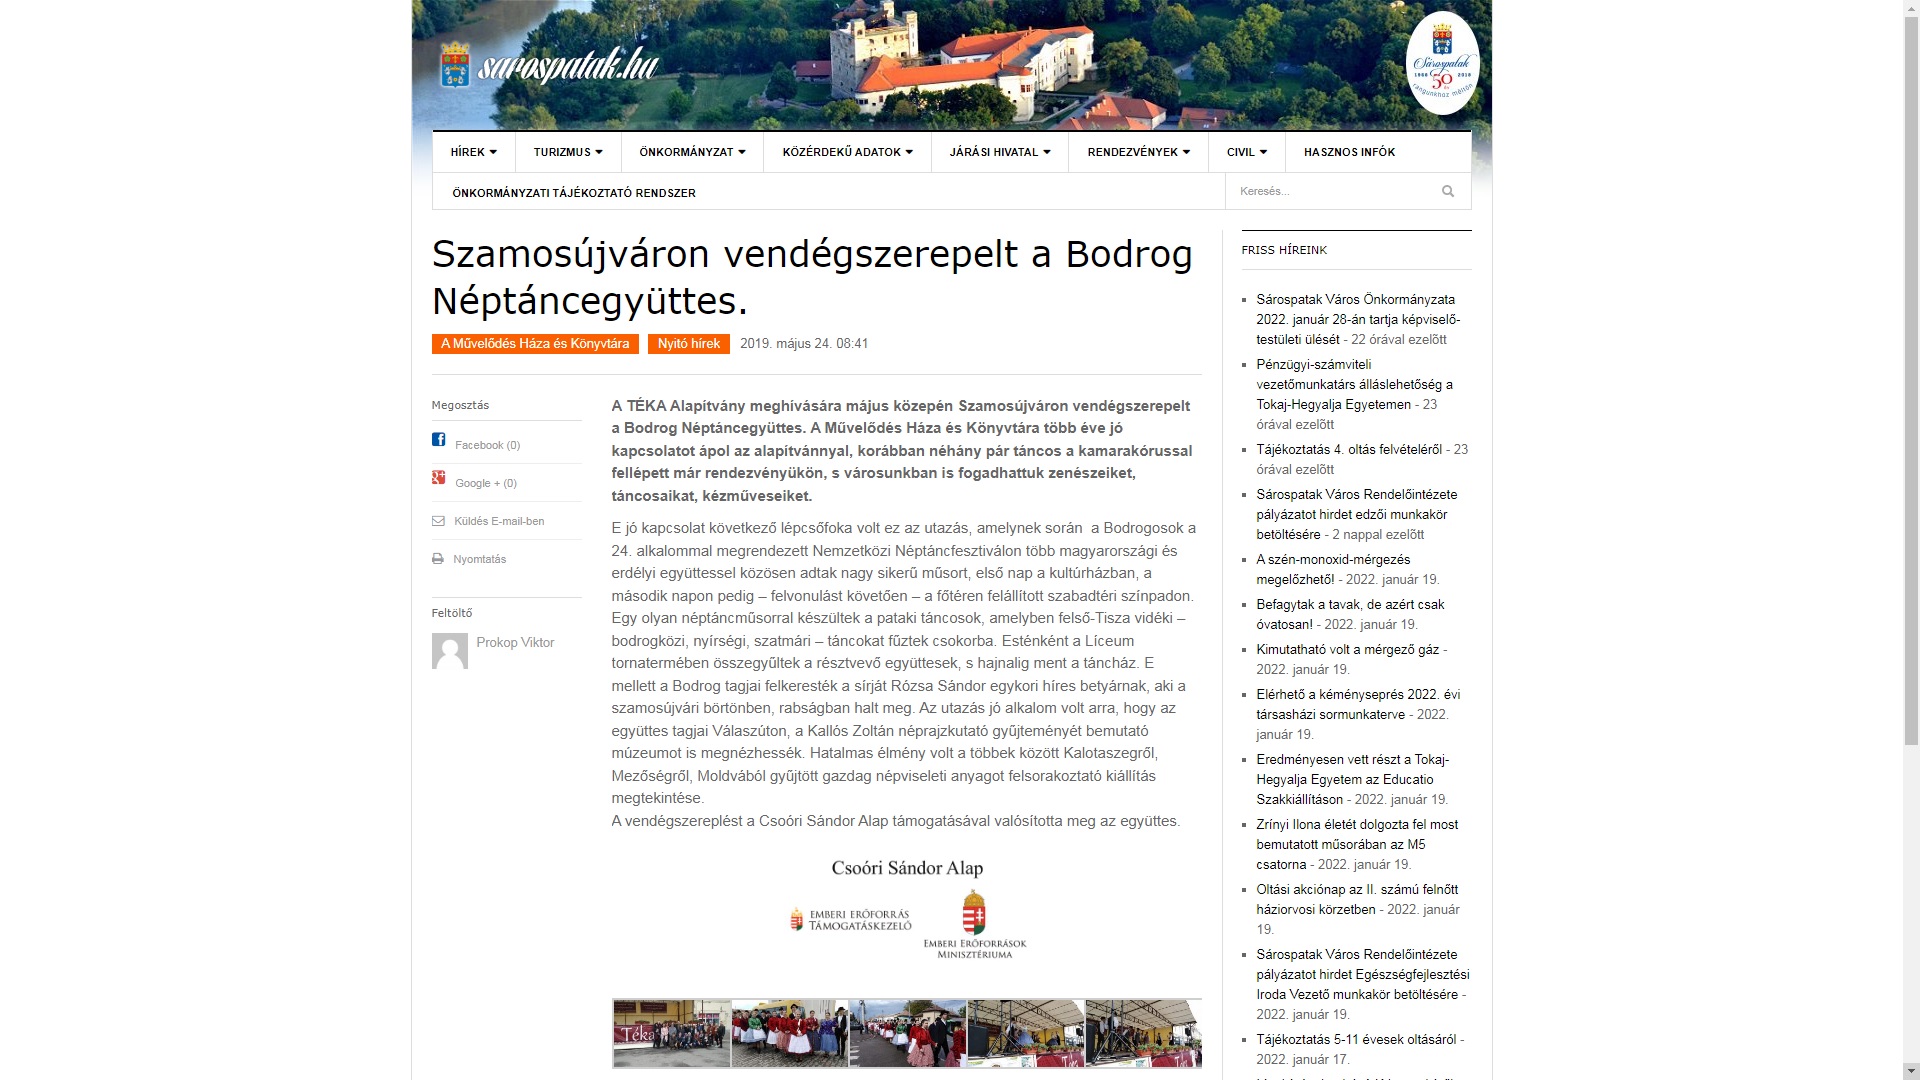 sarospatak.hu
Sárospatak
1968 50 2018
év
rangunkhoz méltón
HÍREK
TURIZMUS
ÖNKORMÁNYZAT
KÖZÉRDEKŰ ADATOK
JÁRÁSI HIVATAL
RENDEZVÉNYEK
CIVIL
HASZNOS INFÓK
ÖNKORMÁNYZATI TÁJÉKOZTATÓ RENDSZER
Keresés...
Szamosújváron vendégszerepelt a Bodrog
Néptáncegyüttes.
A Művelődés Háza és Könyvtára
Nyitó hírek
2019. május 24. 08:41
Megosztás
Facebook (0)
Google + (0)
Küldés E-mail-ben
Nyomtatás
Feltöltő
Prokop Viktor
A TÉKA Alapítvány meghívására május közepén Szamosújváron vendégszerepelt
a Bodrog Néptáncegyüttes. A Művelődés Háza és Könyvtára több éve jó
kapcsolatot ápol az alapítvánnyal, korábban néhány pár táncos a kamarakórussal
fellépett már rendezvényükön, s városunkban is fogadhattuk zenészeiket,
táncosaikat, kézműveseiket.
E jó kapcsolat következő lépcsőfoka volt ez az utazás, amelynek során  a Bodrogosok a
24. alkalommal megrendezett Nemzetközi Néptáncfesztiválon több magyarországi és
erdélyi együttessel közösen adtak nagy sikerű műsort, első nap a kultúrházban, a
második napon pedig – felvonulást követően – a főtéren felállított szabadtéri színpadon.
Egy olyan néptáncműsorral készültek a pataki táncosok, amelyben felső-Tisza vidéki –
bodrogközi, nyírségi, szatmári – táncokat fűztek csokorba. Esténként a Líceum
tornatermében összegyűltek a résztvevő együttesek, s hajnalig ment a táncház. E
mellett a Bodrog tagjai felkeresték a sírját Rózsa Sándor egykori híres betyárnak, aki a
szamosújvári börtönben, rabságban halt meg. Az utazás jó alkalom volt arra, hogy az
együttes tagjai Válaszúton, a Kallós Zoltán néprajzkutató gyűjteményét bemutató
múzeumot is megnézhessék. Hatalmas élmény volt a többek között Kalotaszegről,
Mezőségről, Moldvából gyűjtött gazdag népviseleti anyagot felsorakoztató kiállítás
megtekintése.
A vendégszereplést a Csoóri Sándor Alap támogatásával valósította meg az együttes.
Csoóri Sándor Alap
EMBERI ERŐFORRÁS
TÁMOGATÁSKEZELŐ
EMBERI ERŐFORRÁSOK
MINISZTÉRIUMA
Téka
FRISS HÍREINK
Sárospatak Város Önkormányzata
2022. január 28-án tartja képviselő-
testületi ülését - 22 órával ezelõtt
Pénzügyi-számviteli
vezetőmunkatárs álláslehetőség a
Tokaj-Hegyalja Egyetemen - 23
órával ezelõtt
Tájékoztatás 4. oltás felvételéről - 23
órával ezelõtt
Sárospatak Város Rendelőintézete
pályázatot hirdet edzői munkakör
betöltésére - 2 nappal ezelõtt
A szén-monoxid-mérgezés
megelőzhető! - 2022. január 19.
Befagytak a tavak, de azért csak
óvatosan! - 2022. január 19.
Kimutatható volt a mérgező gáz -
2022. január 19.
Elérhető a kéményseprés 2022. évi
társasházi sormunkaterve - 2022.
január 19.
Eredményesen vett részt a Tokaj-
Hegyalja Egyetem az Educatio
Szakkiállításon - 2022. január 19.
Zrínyi Ilona életét dolgozta fel most
bemutatott műsorában az M5
csatorna - 2022. január 19.
Oltási akciónap az II. számú felnőtt
háziorvosi körzetben - 2022. január
19.
Sárospatak Város Rendelőintézete
pályázatot hirdet Egészségfejlesztési
Iroda Vezető munkakör betöltésére -
2022. január 19.
Tájékoztatás 5-11 évesek oltásáról -
2022. január 17.